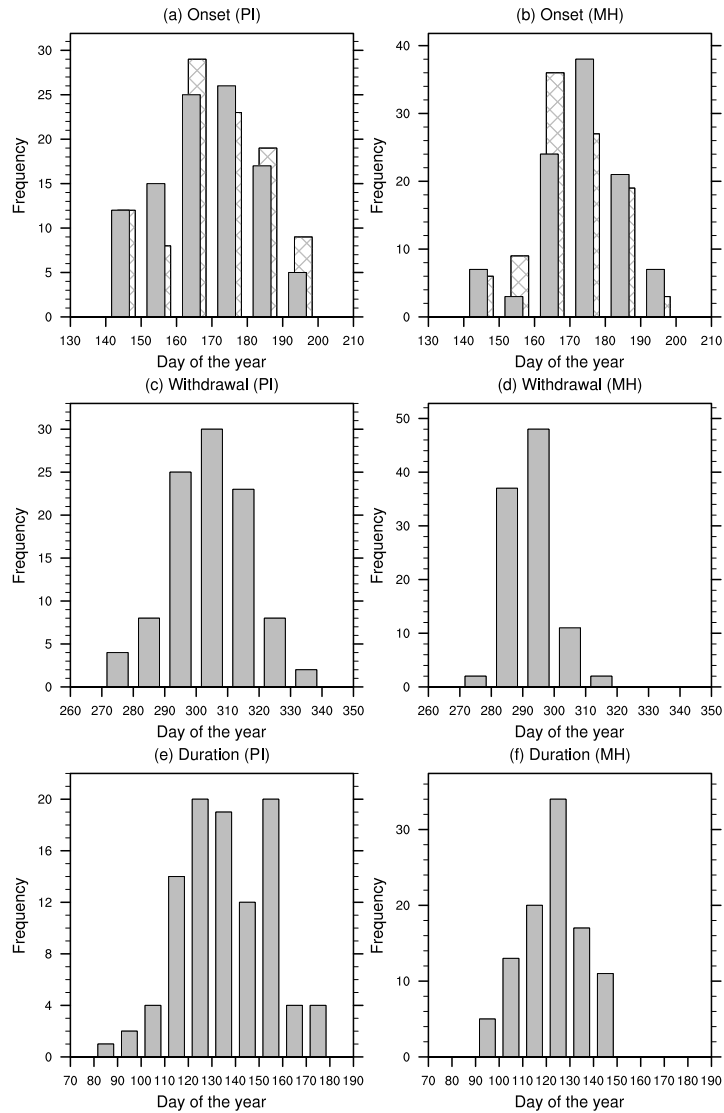 (a) Onset (PI)
30
25
20
15
10
5
0
Frequency
130 140 150 160 170 180 190 200 210
Day of the year
(b) Onset (MH)
40
30
20
10
0
Frequency
130 140 150 160 170 180 190 200 210
Day of the year
(c) Withdrawal (PI)
30
25
20
15
10
5
0
Frequency
260 270 280 290 300 310 320 330 340 350
Day of the year
(d) Withdrawal (MH)
50
40
30
20
10
0
Frequency
260 270 280 290 300 310 320 330 340 350
Day of the year
(e) Duration (PI)
20
16
12
8
4
0
Frequency
70 80 90 100 110 120 130 140 150 160 170 180 190
Day of the year
(f) Duration (MH)
30
20
10
0
Frequency
70 80 90 100 110 120 130 140 150 160 170 180 190
Day of the year